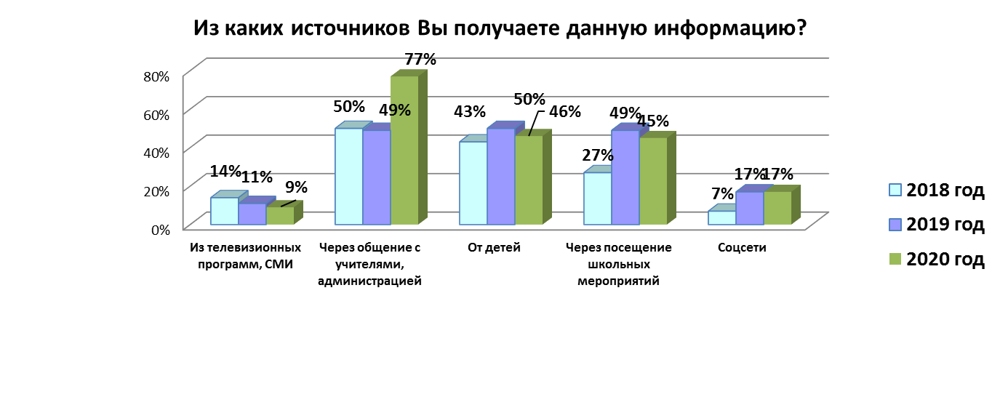 Из каких источников Вы получаете данную информацию?
80%
60%
40%
20%
0%
14%
11%
9%
50%
49%
77%
43%
50%
46%
27%
49%
45%
7%
17%
17%
Из телевизионных
программ, СМИ
Через общение с
учителями,
администрацией
От детей
Через посещение
школьных
мероприятий
Соцсети
2018 год
2019 год
2020 год